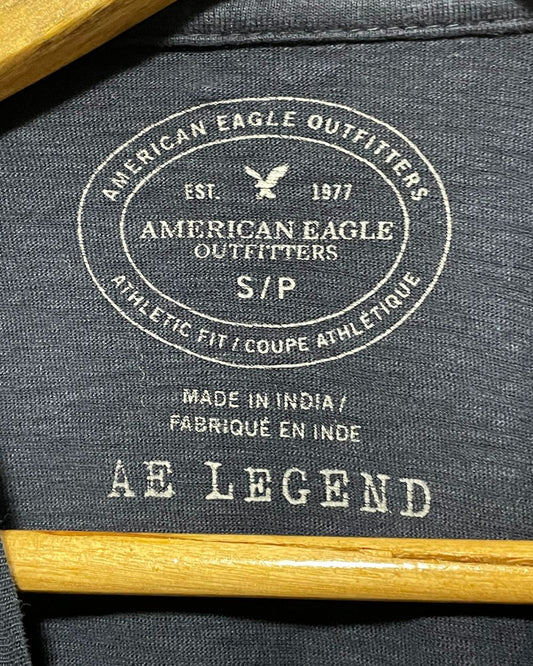 AMERICAN EAGLE OUTFITTERS
EST. 1977
AMERICAN EAGLE
OUTFITTERS
S/P
ATHLETIC FIT / COUPE ATHLÉTIQUE
MADE IN INDIA /
FABRIQUÉ EN INDE
AE LEGEND